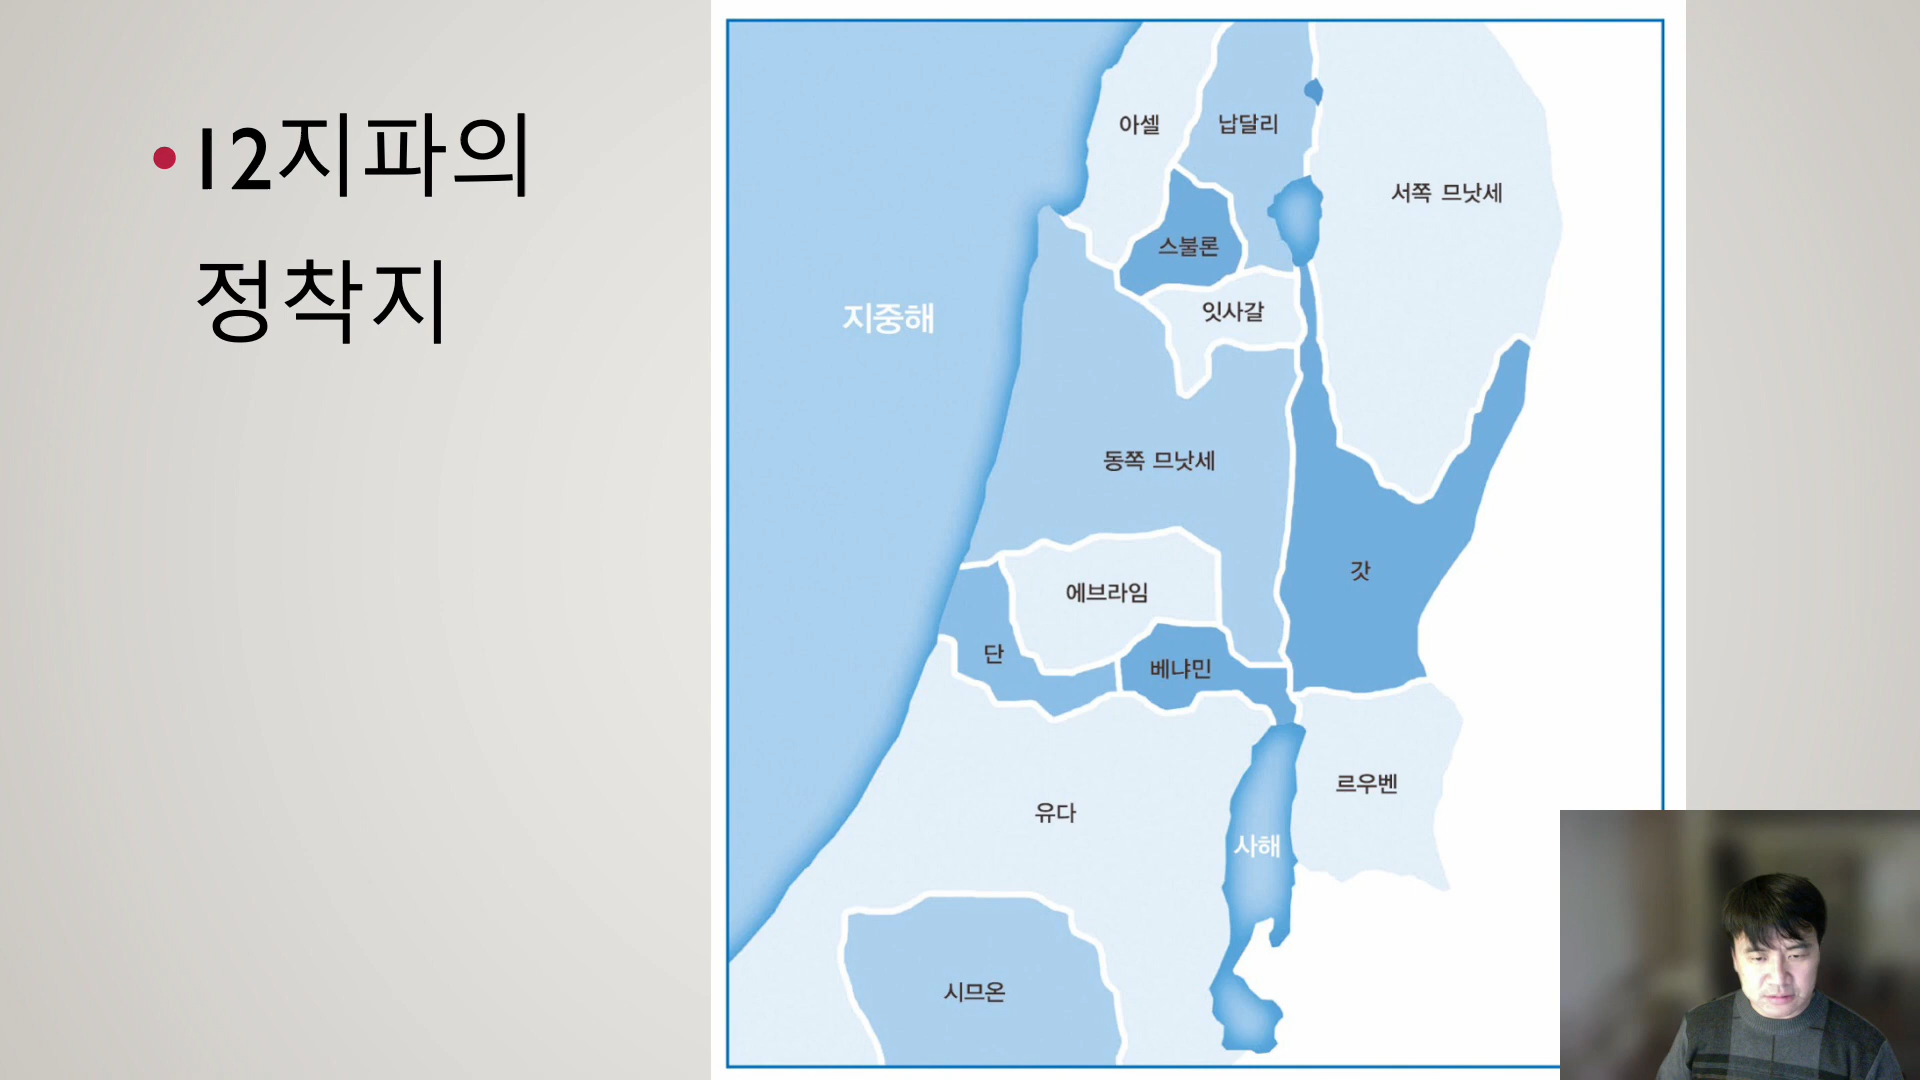 12지파의
정착지
아셀
납달리
서쪽 므낫세
스불론
잇사갈
지중해
동쪽 므낫세
갓
에브라임
단
베냐민
르우벤
유다
사해
시므온